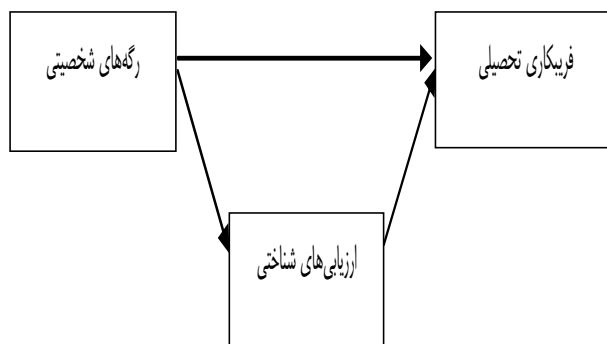 رگه‌های شخصیتی
فریبکاری تحصیلی
ارزیابی‌های شناختی